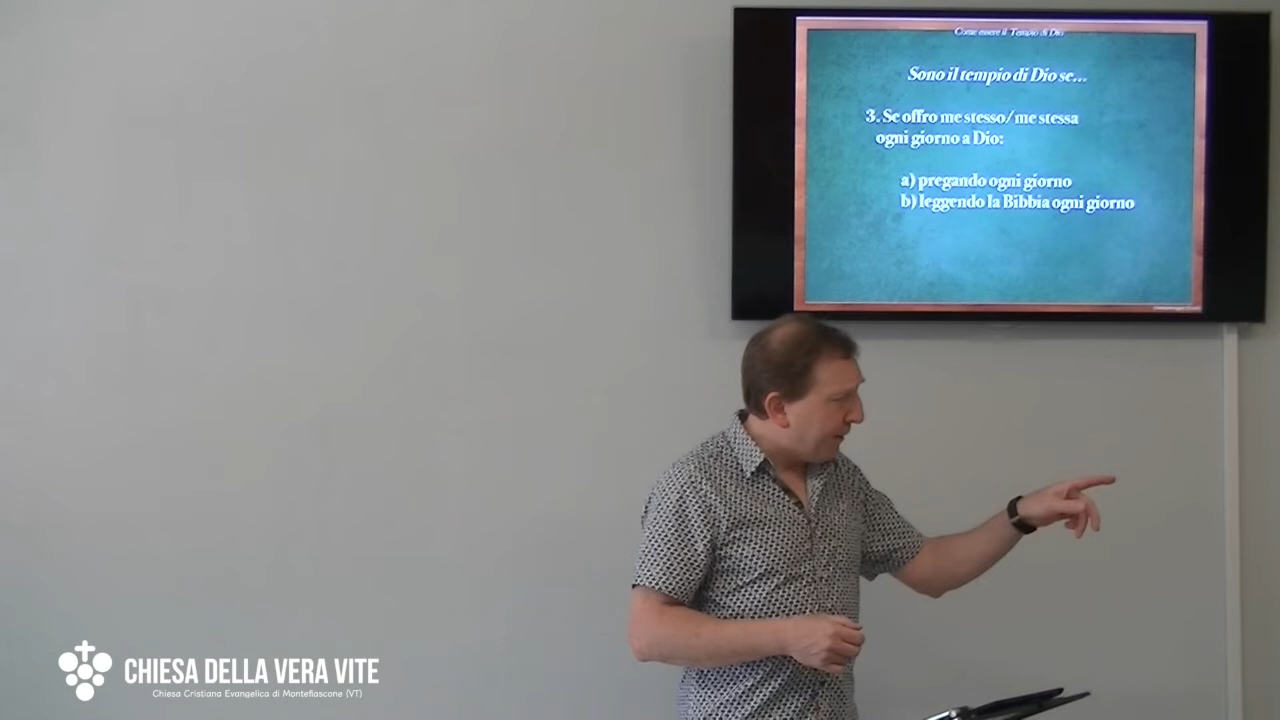 Come essere il Tempio di Dio
Sono il tempio di Dio se...
3. Se offro me stesso/me stessa
ogni giorno a Dio:
a) pregando ogni giorno
b) leggendo la Bibbia ogni giorno
CHIESA DELLA VERA VITE
Chiesa Cristiana Evangelica di Montefiascone (VT)